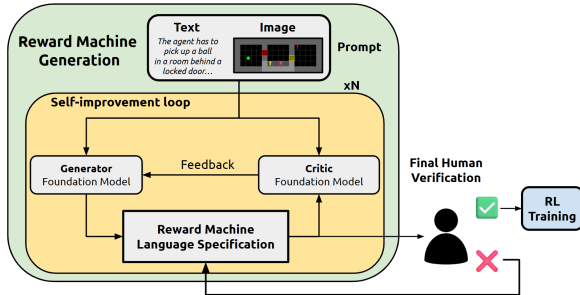 Reward Machine
Generation
Text
Image
The agent has to
pick up a ball
in a room behind a
locked door...
Prompt
xN
Self-improvement loop
Generator
Foundation Model
Feedback
Critic
Foundation Model
Reward Machine
Language Specification
Final Human
Verification
RL
Training